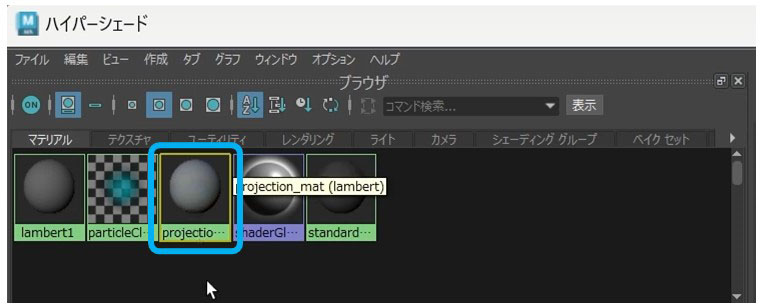 ハイパーシェード
ファイル 編集 ビュー 作成 タブ グラフ ウィンドウ オプション ヘルプ
ブラウザ
ON コマンド検索... 表示
マテリアル テクスチャ ユーティリティ レンダリング ライト カメラ シェーディング グループ ベイク セット
projection_mat (lambert)
lambert1 particleCl… projectio… shaderGl… standard…